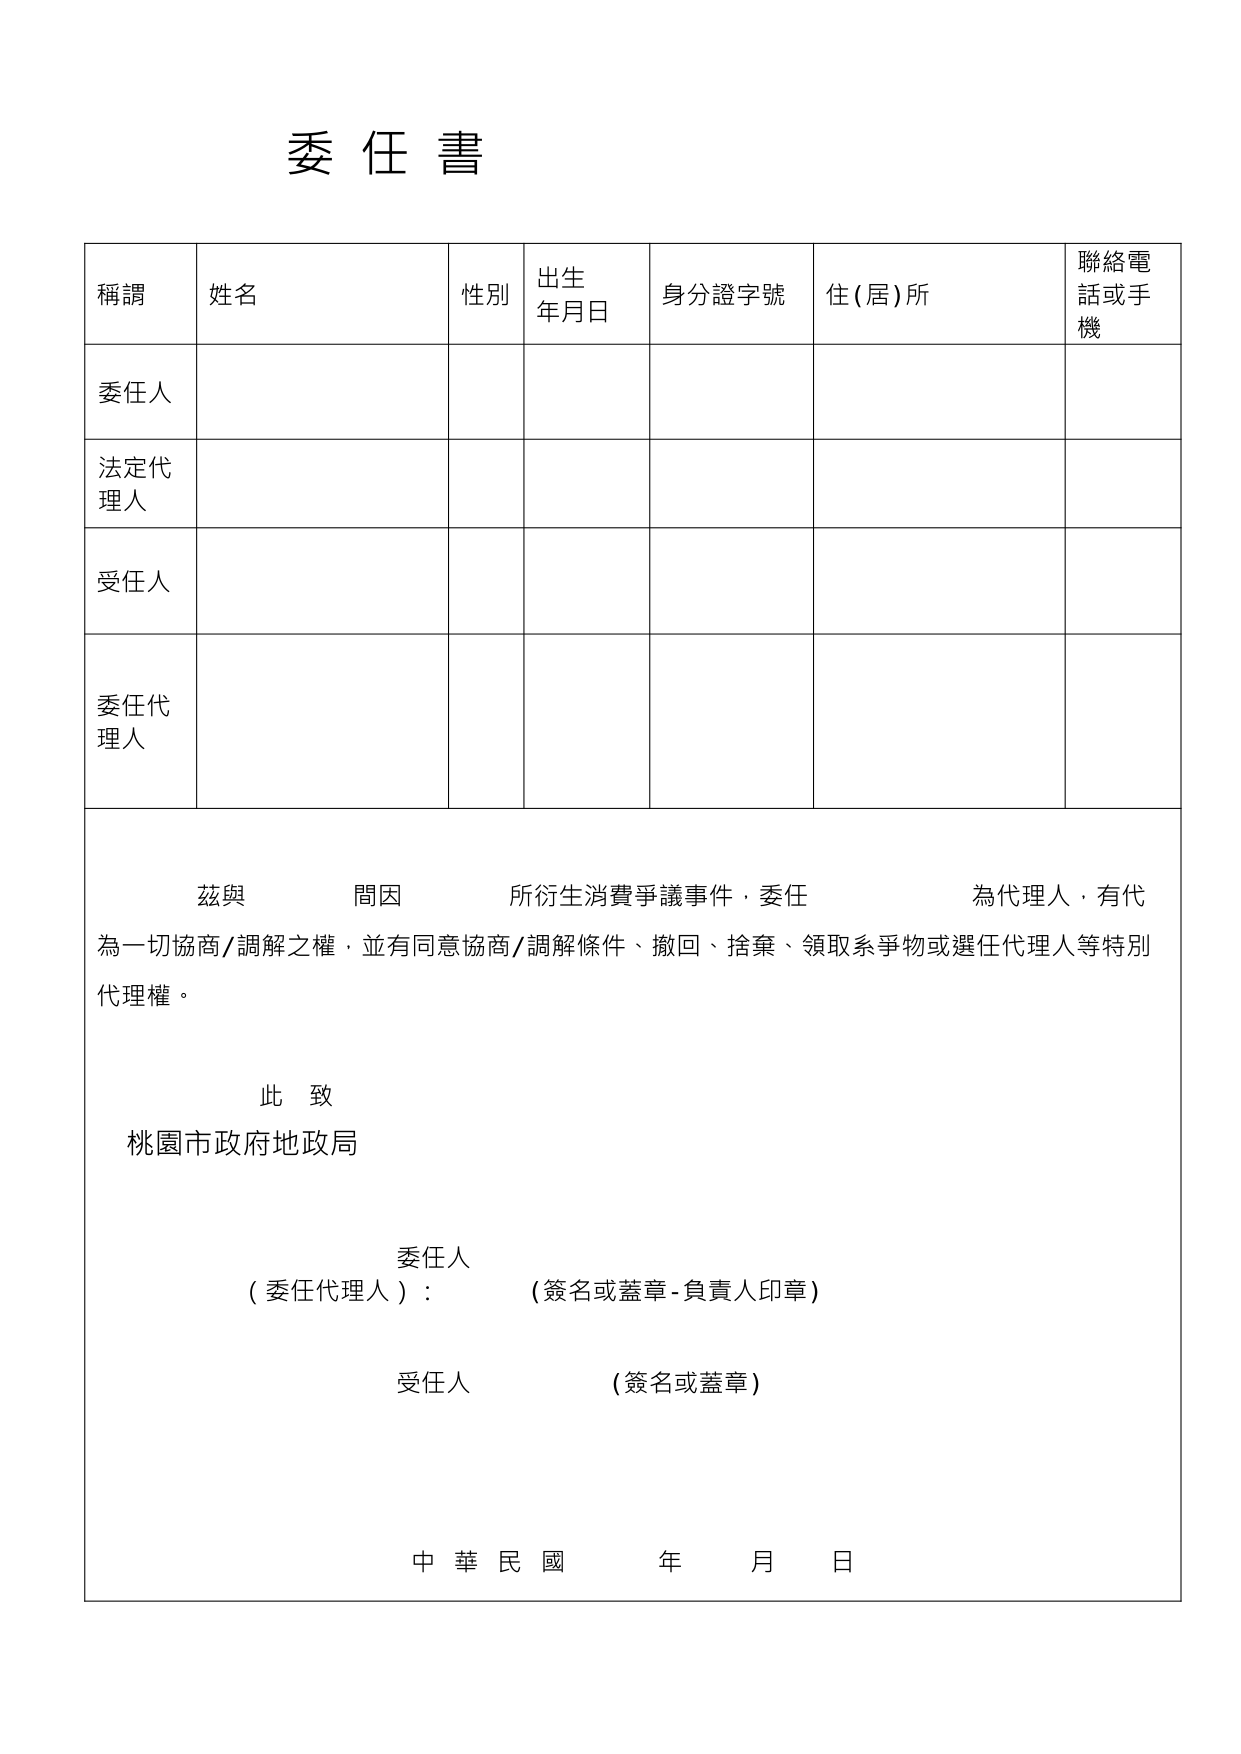 委 任 書
稱謂 姓名 性別 出生年月日 身分證字號 住(居)所 聯絡電話或手機
委任人
法定代理人
受任人
委任代理人
茲與 間因 所衍生消費爭議事件，委任 為代理人，有代
為一切協商/調解之權，並有同意協商/調解條件、撤回、捨棄、領取系爭物或選任代理人等特別
代理權。
此 致
桃園市政府地政局
委任人
(委任代理人)： (簽名或蓋章-負責人印章)
受任人 (簽名或蓋章)
中 華 民 國 年 月 日